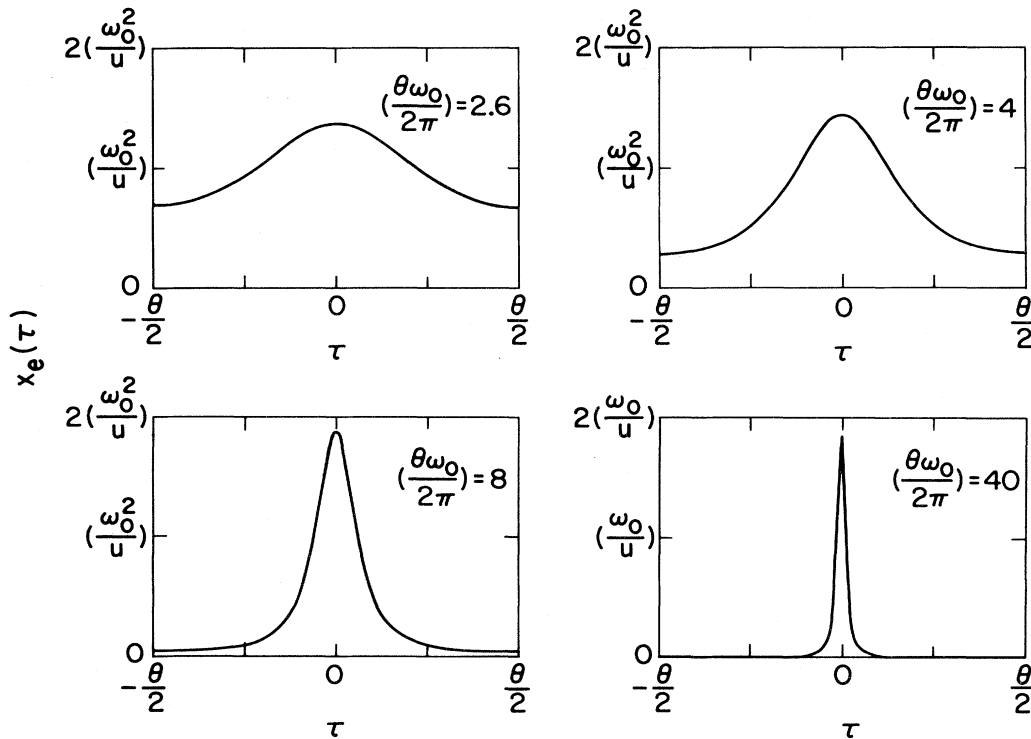 x_e(τ)
2(ω₀²/u)
(ω₀²/u)
0
(θω₀/2π)=2.6
-θ/2 0 θ/2
τ
2(ω₀²/u)
(ω₀²/u)
0
(θω₀/2π)=4
-θ/2 0 θ/2
τ
2(ω₀²/u)
(ω₀²/u)
0
(θω₀/2π)=8
-θ/2 0 θ/2
τ
2(ω₀/u)
(ω₀/u)
0
(θω₀/2π)=40
-θ/2 0 θ/2
τ